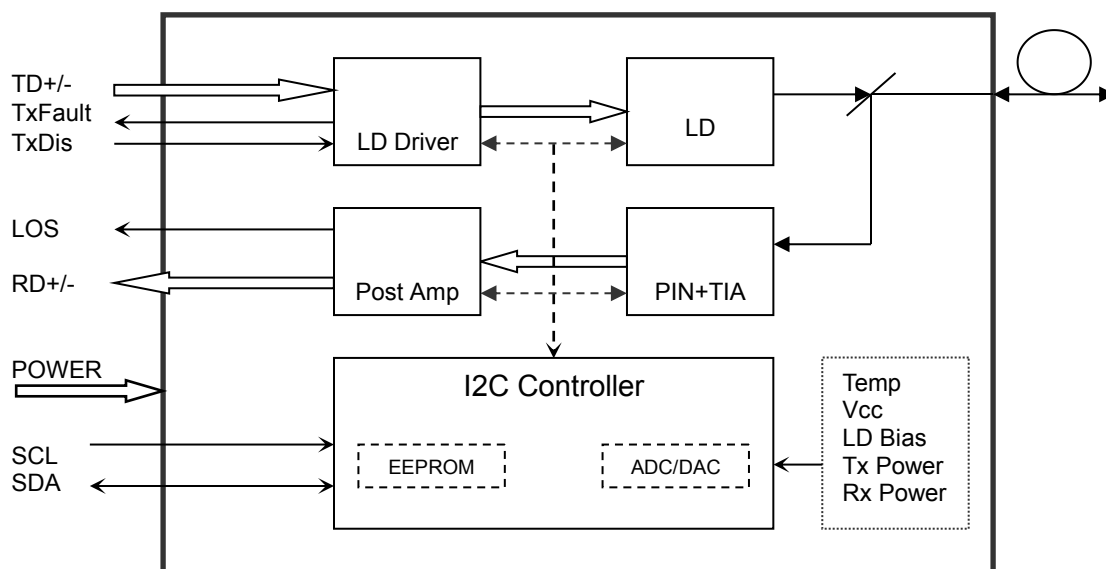 TD+/-
TxFault
TxDis
LD Driver
LD
LOS
RD+/-
Post Amp
PIN+TIA
POWER
SCL
SDA
I2C Controller
EEPROM
ADC/DAC
Temp
Vcc
LD Bias
Tx Power
Rx Power